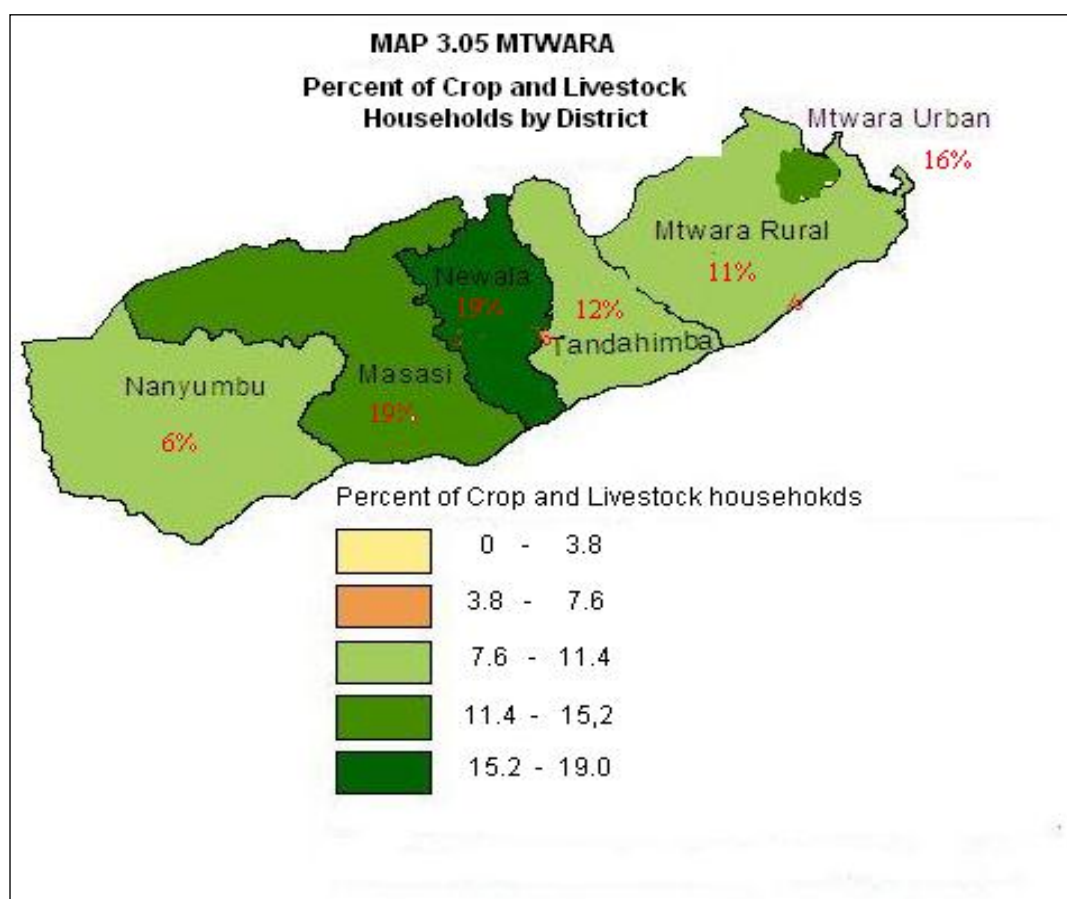 MAP 3.05 MTWARA
Percent of Crop and Livestock
Households by District
Mtwara Urban
16%
Mtwara Rural
11%
Newala
19%
12%
Tandahimba
Masasi
19%
Nanyumbu
6%
Percent of Crop and Livestock househokds
0 - 3.8
3.8 - 7.6
7.6 - 11.4
11.4 - 15,2
15.2 - 19.0